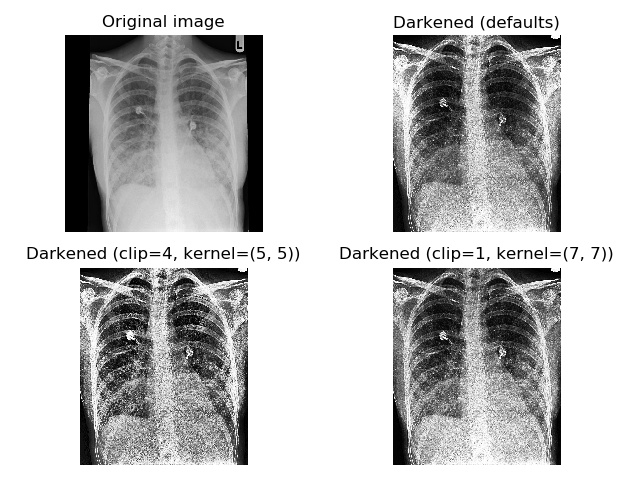 Original image
Darkened (defaults)
L
Darkened (clip=4, kernel=(5, 5))
Darkened (clip=1, kernel=(7, 7))